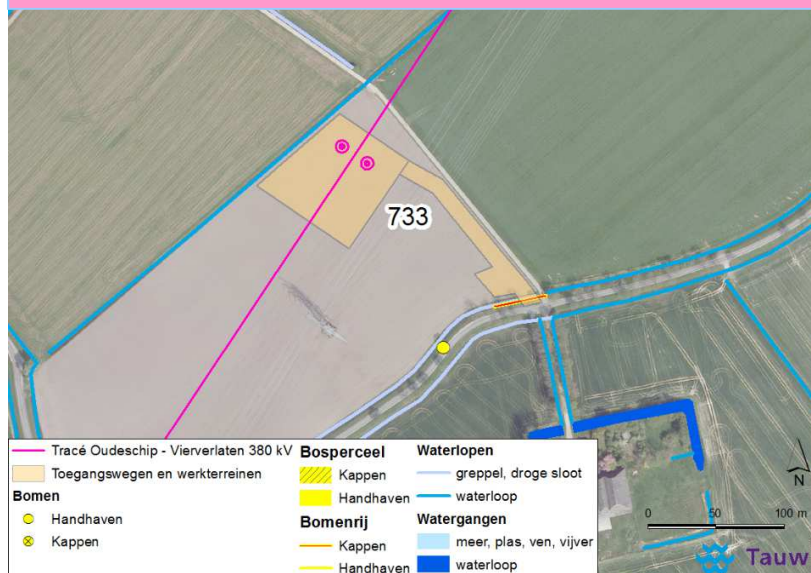 733
Tracé Oudeschip - Vierverlaten 380 kV
Toegangswegen en werkterreinen
Bomen
Handhaven
Kappen
Bosperceel
Kappen
Handhaven
Bomenrij
Kappen
Handhaven
Waterlopen
greppel, droge sloot
waterloop
Watergangen
meer, plas, ven, vijver
waterloop
N
0 50 100 m
Tauw